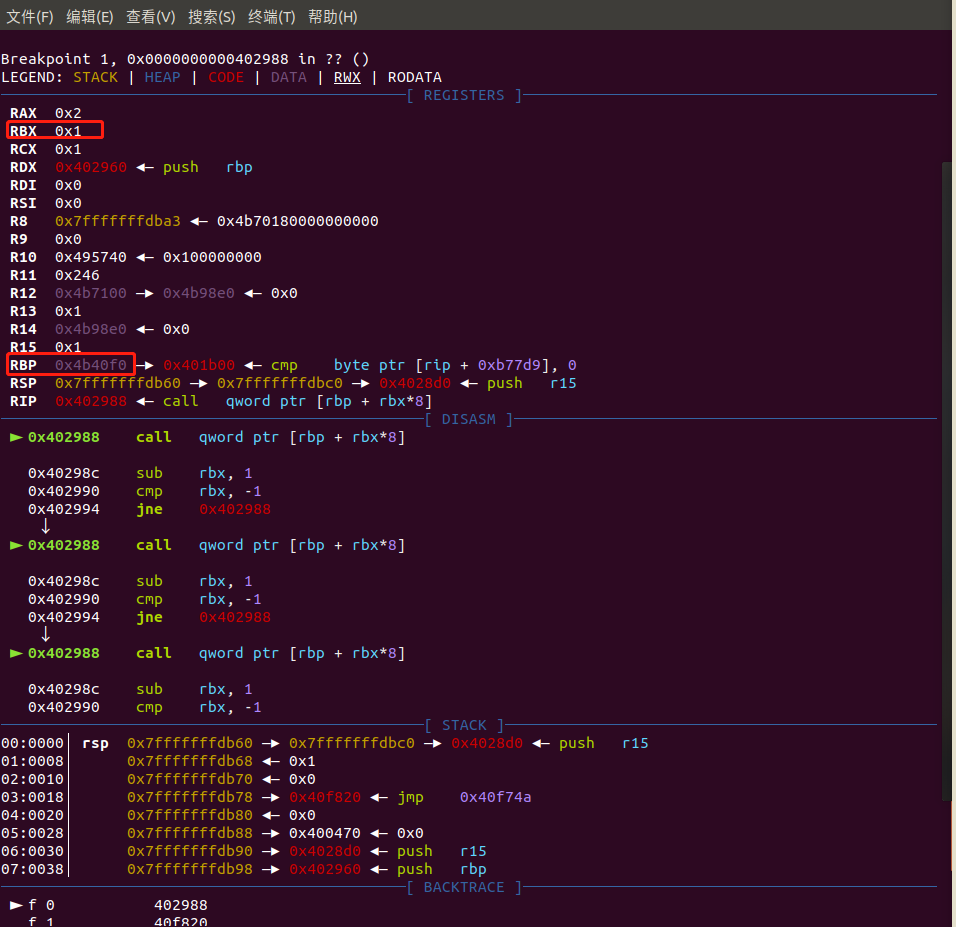 文件(F) 编辑(E) 查看(V) 搜索(S) 终端(T) 帮助(H)
Breakpoint 1, 0x0000000000402988 in ?? ()
LEGEND: STACK | HEAP | CODE | DATA | RWX | RODATA
[ REGISTERS ]
RAX 0x2
RBX 0x1
RCX 0x1
RDX 0x402960 ◂— push rbp
RDI 0x0
RSI 0x0
R8 0x7fffffffdba3 ◂— 0x4b70180000000000
R9 0x0
R10 0x495740 ◂— 0x100000000
R11 0x246
R12 0x4b7100 —▸ 0x4b98e0 ◂— 0x0
R13 0x1
R14 0x4b98e0 ◂— 0x0
R15 0x1
RBP 0x4b40f0 —▸ 0x401b00 ◂— cmp byte ptr [rip + 0xb77d9], 0
RSP 0x7fffffffdb60 —▸ 0x7fffffffdbc0 —▸ 0x4028d0 ◂— push r15
RIP 0x402988 ◂— call qword ptr [rbp + rbx*8]
[ DISASM ]
► 0x402988 call qword ptr [rbp + rbx*8]
0x40298c sub rbx, 1
0x402990 cmp rbx, -1
0x402994 jne 0x402988
↓
► 0x402988 call qword ptr [rbp + rbx*8]
0x40298c sub rbx, 1
0x402990 cmp rbx, -1
0x402994 jne 0x402988
↓
► 0x402988 call qword ptr [rbp + rbx*8]
0x40298c sub rbx, 1
0x402990 cmp rbx, -1
[ STACK ]
00:0000│ rsp 0x7fffffffdb60 —▸ 0x7fffffffdbc0 —▸ 0x4028d0 ◂— push r15
01:0008│ 0x7fffffffdb68 ◂— 0x1
02:0010│ 0x7fffffffdb70 ◂— 0x0
03:0018│ 0x7fffffffdb78 —▸ 0x40f820 ◂— jmp 0x40f74a
04:0020│ 0x7fffffffdb80 ◂— 0x0
05:0028│ 0x7fffffffdb88 —▸ 0x400470 ◂— 0x0
06:0030│ 0x7fffffffdb90 —▸ 0x4028d0 ◂— push r15
07:0038│ 0x7fffffffdb98 —▸ 0x402960 ◂— push rbp
[ BACKTRACE ]
► f 0 402988
f 1 40f820